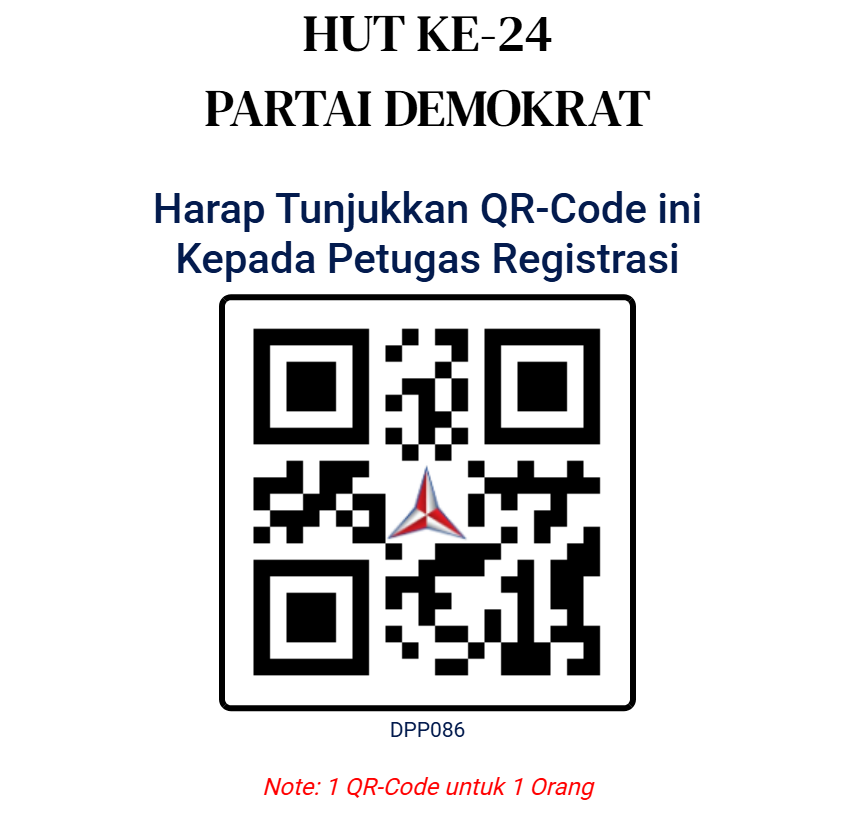 HUT KE-24
PARTAI DEMOKRAT
Harap Tunjukkan QR-Code ini
Kepada Petugas Registrasi
DPP086
Note: 1 QR-Code untuk 1 Orang